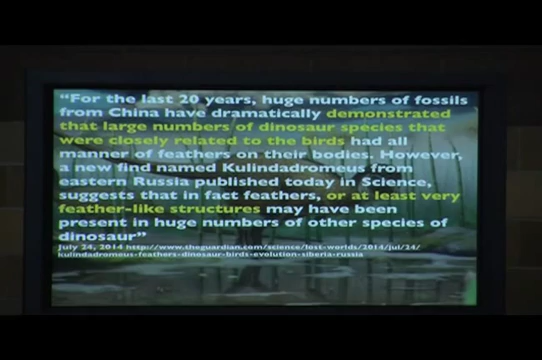 “For the last 20 years, huge numbers of fossils
from China have dramatically demonstrated
that large numbers of dinosaur species that
were closely related to the birds had all
manner of feathers on their bodies. However,
a new find named Kulindadromeus from
eastern Russia published today in Science,
suggests that in fact feathers, or at least very
feather-like structures may have been
present in huge numbers of other species of
dinosaur”
July 24, 2014 http://www.theguardian.com/science/lost-worlds/2014/jul/24/
kulindadromeus-feathers-dinosaur-birds-evolution-siberia-russia